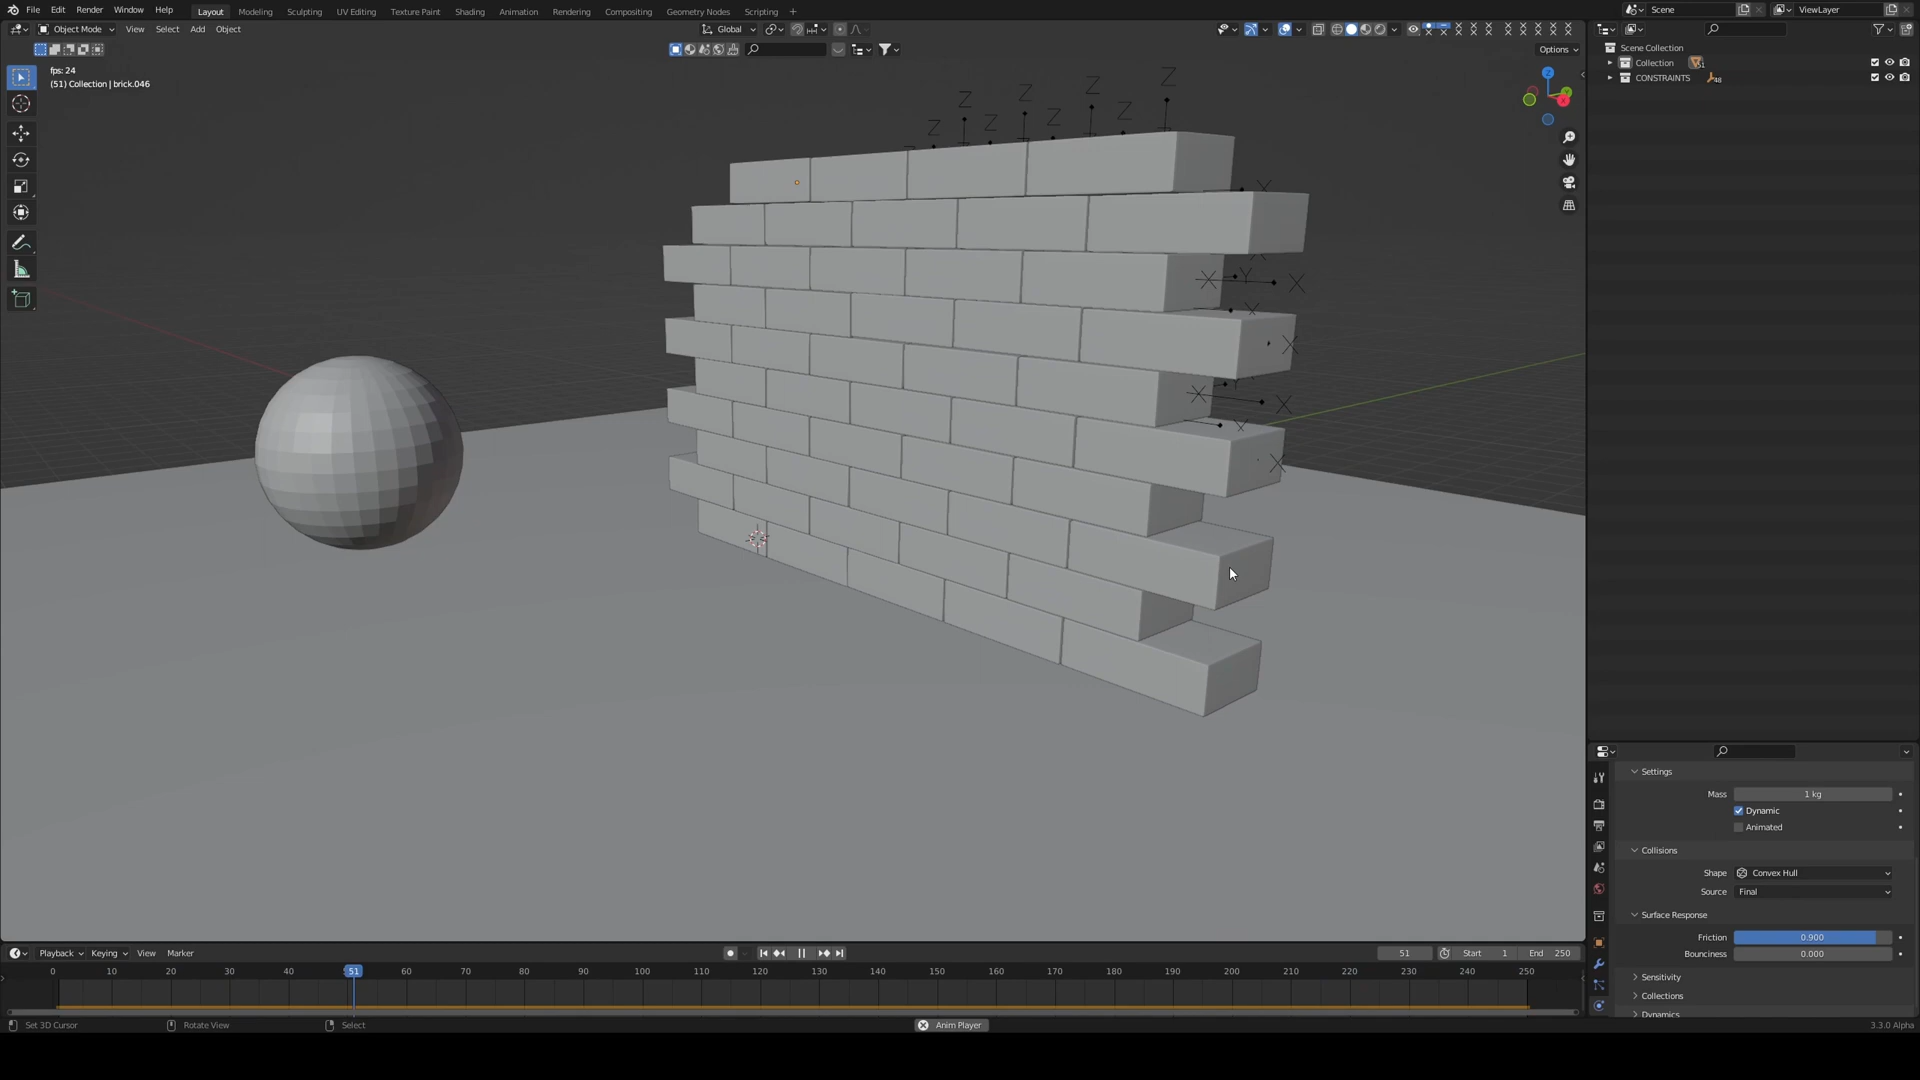 File Edit Render Window Help Layout Modeling Sculpting UV Editing Texture Paint Shading Animation Rendering Compositing Geometry Nodes Scripting + Scene ViewLayer
Object Mode View Select Add Object Global
Options
Scene Collection
Collection 51
CONSTRAINTS 48
fps: 24
(51) Collection | brick.046
Z Z Z Z Z Z Z
X
X Y X
X
X
X X
X
X
Settings
Mass 1 kg
Dynamic
Animated
Collisions
Shape Convex Hull
Source Final
Surface Response
Friction 0.900
Bounciness 0.000
Sensitivity
Collections
Dynamics
Playback Keying View Marker 51 Start 1 End 250
0 10 20 30 40 51 60 70 80 90 100 110 120 130 140 150 160 170 180 190 200 210 220 230 240 250
Set 3D Cursor Rotate View Select Anim Player 3.3.0 Alpha